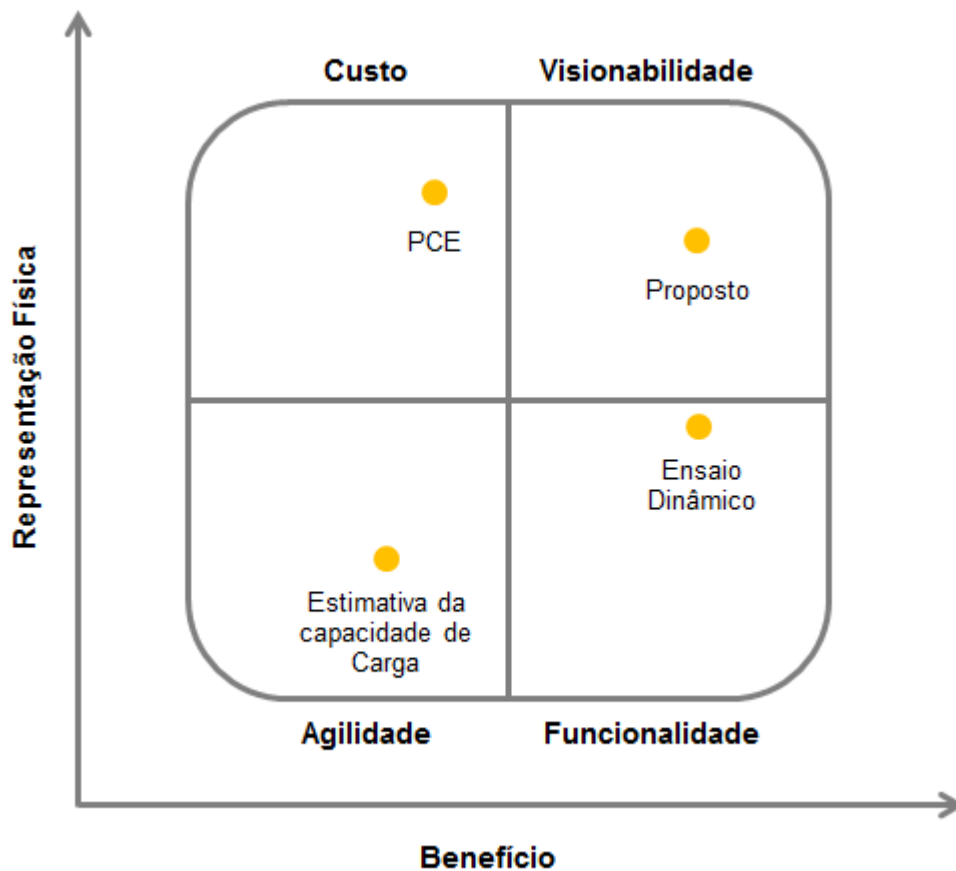 Custo
Visionabilidade
PCE
Proposto
Representação Física
Ensaio
Dinâmico
Estimativa da
capacidade de
Carga
Agilidade
Funcionalidade
Benefício